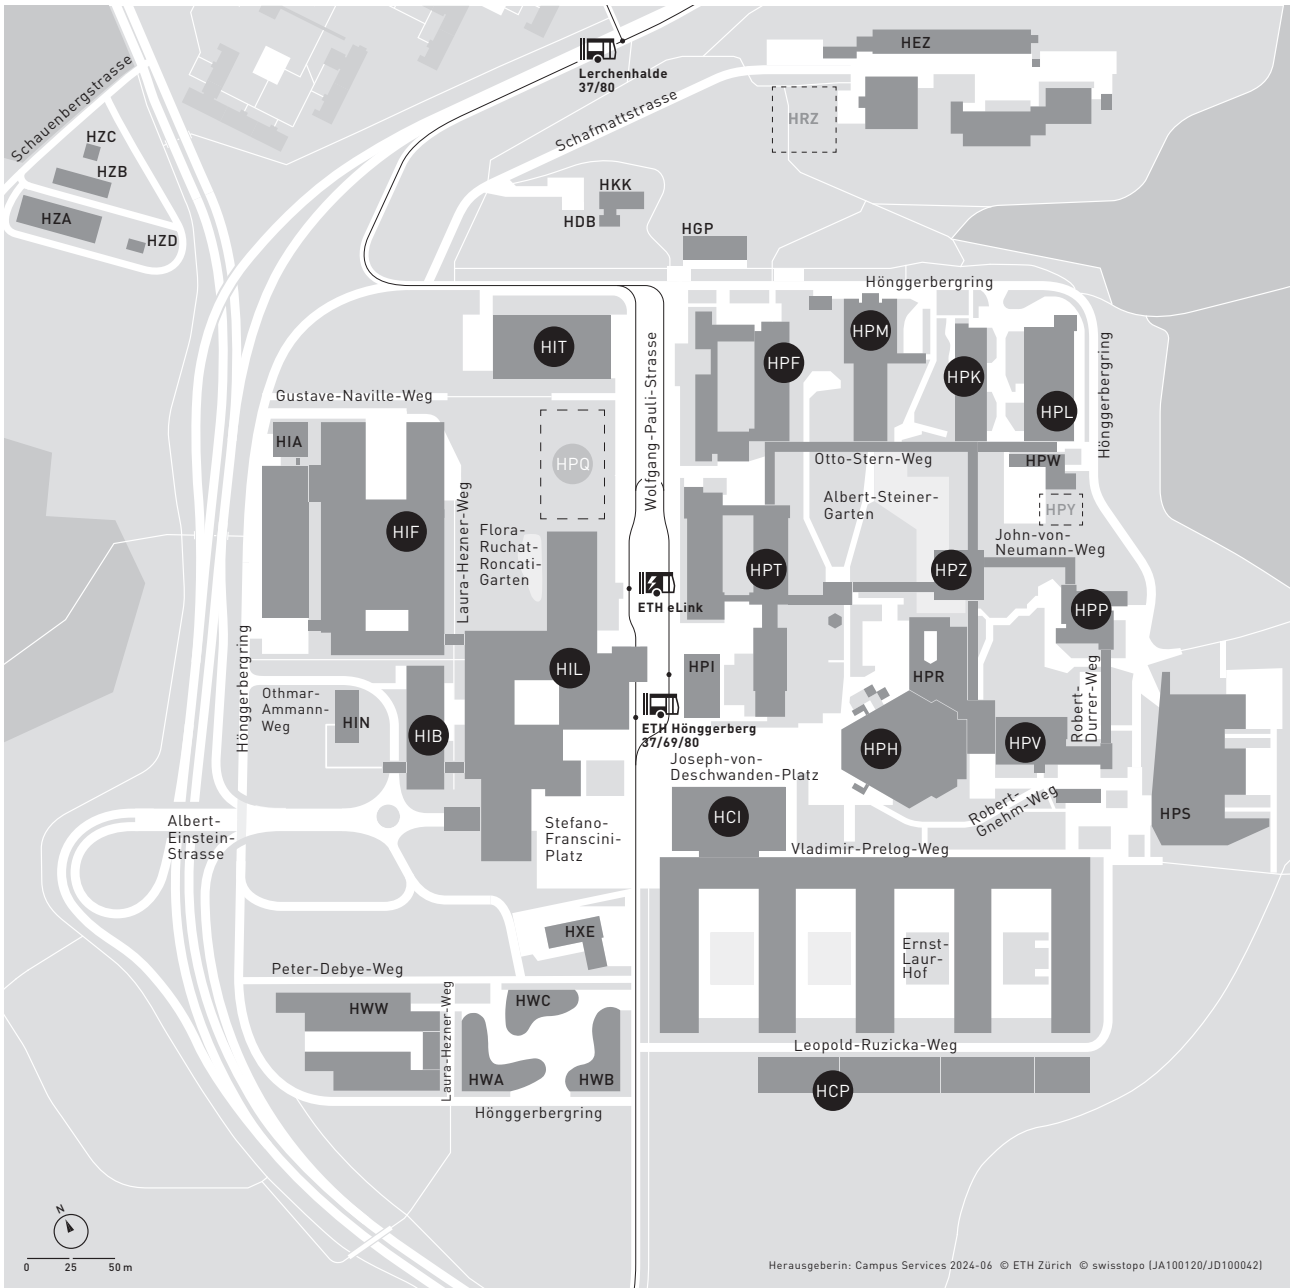 HEZ
Lerchenhalde
37/80
Schauenbergstrasse
Schafmattstrasse
HRZ
HZC
HZB
HZA
HZD
HKK
HDB
HGP
Hönggerbergring
HIT
HPF
HPM
HPK
HPL
Wolfgang-Pauli-Strasse
Hönggerbergring
Gustave-Naville-Weg
HIA
HPQ
Otto-Stern-Weg
HPW
HPY
Albert-Steiner-
Garten
John-von-
Neumann-Weg
HIF
Laura-Hezner-Weg
Flora-
Ruchat-
Roncati-
Garten
HPT
HPZ
ETH eLink
HPP
Hönggerbergring
HIL
HPI
HPR
Robert-
Durrer-Weg
Othmar-
Ammann-
Weg
HIN
HIB
ETH Hönggerberg
37/69/80
HPH
HPV
Joseph-von-
Deschwanden-Platz
Robert-
Gnehm-Weg
HPS
HCI
Albert-
Einstein-
Strasse
Stefano-
Franscini-
Platz
Vladimir-Prelog-Weg
HXE
Ernst-
Laur-
Hof
Peter-Debye-Weg
HWW
Laura-Hezner-Weg
HWC
HWA
HWB
Leopold-Ruzicka-Weg
HCP
Hönggerbergring
N
0 25 50 m
Herausgeberin: Campus Services 2024-06 © ETH Zürich © swisstopo (JA100120/JD100042)